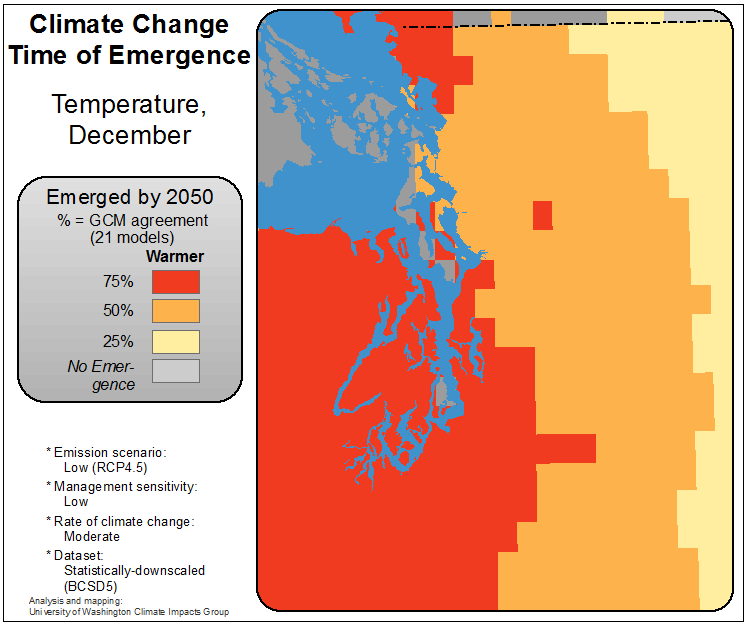 Climate Change
Time of Emergence
Temperature,
December
Emerged by 2050
% = GCM agreement
(21 models)
Warmer
75%
50%
25%
No Emer-
gence
* Emission scenario:
Low (RCP4.5)
* Management sensitivity:
Low
* Rate of climate change:
Moderate
* Dataset:
Statistically-downscaled
(BCSD5)
Analysis and mapping:
University of Washington Climate Impacts Group